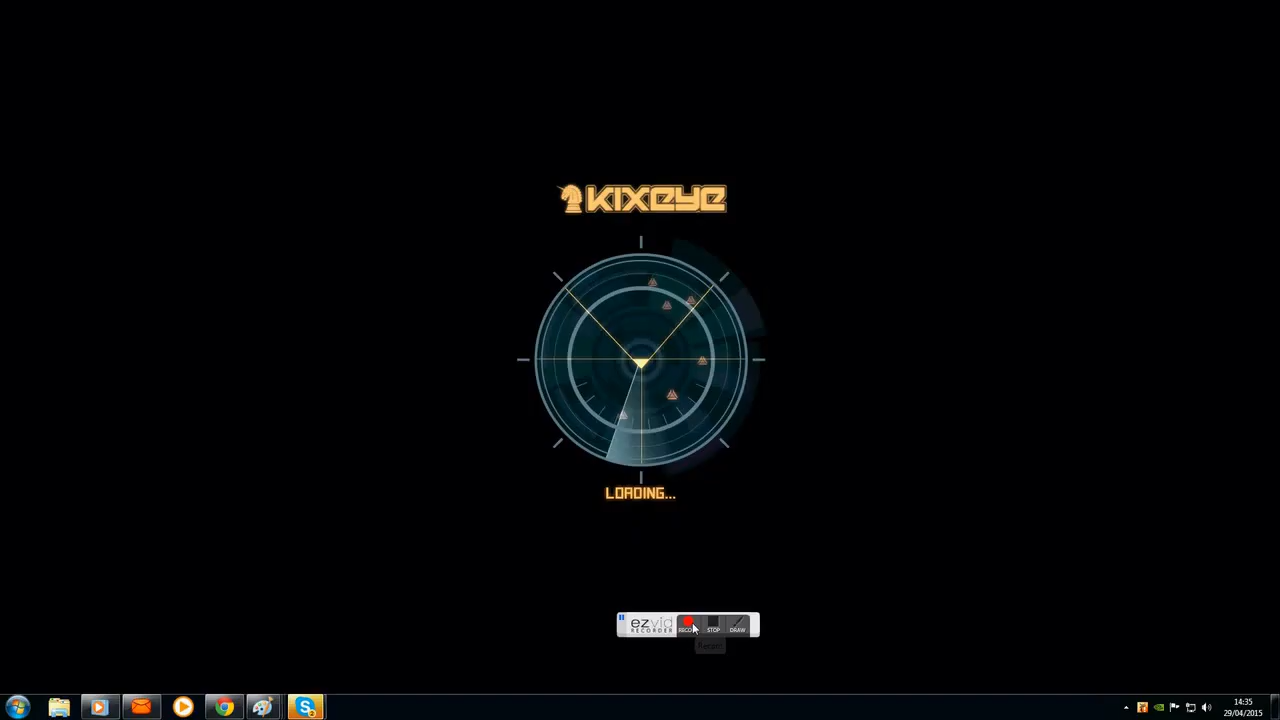 KIXEYE
LOADING...
ezvid
RECORDER
STOP
DRAW
14:35
29/04/2015